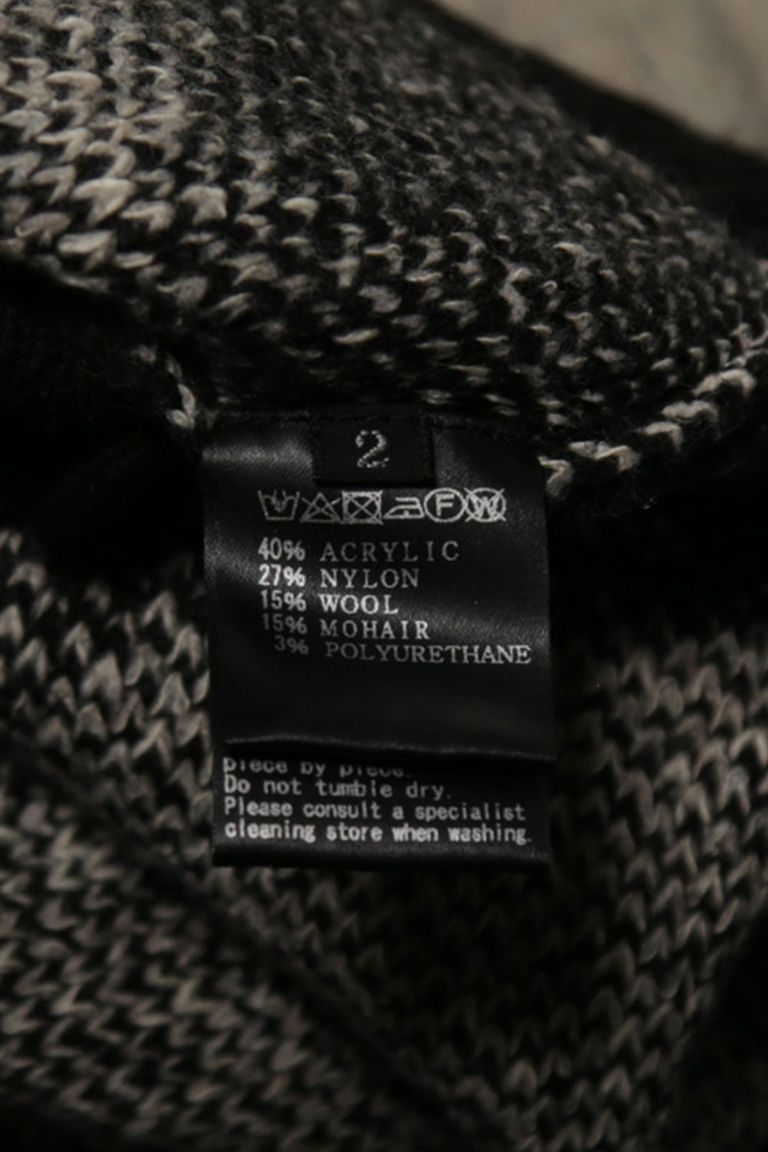 2
F W
40% ACRYLIC
27% NYLON
15% WOOL
15% MOHAIR
3% POLYURETHANE
piece by piece.
Do not tumble dry.
Please consult a specialist
cleaning store when washing.